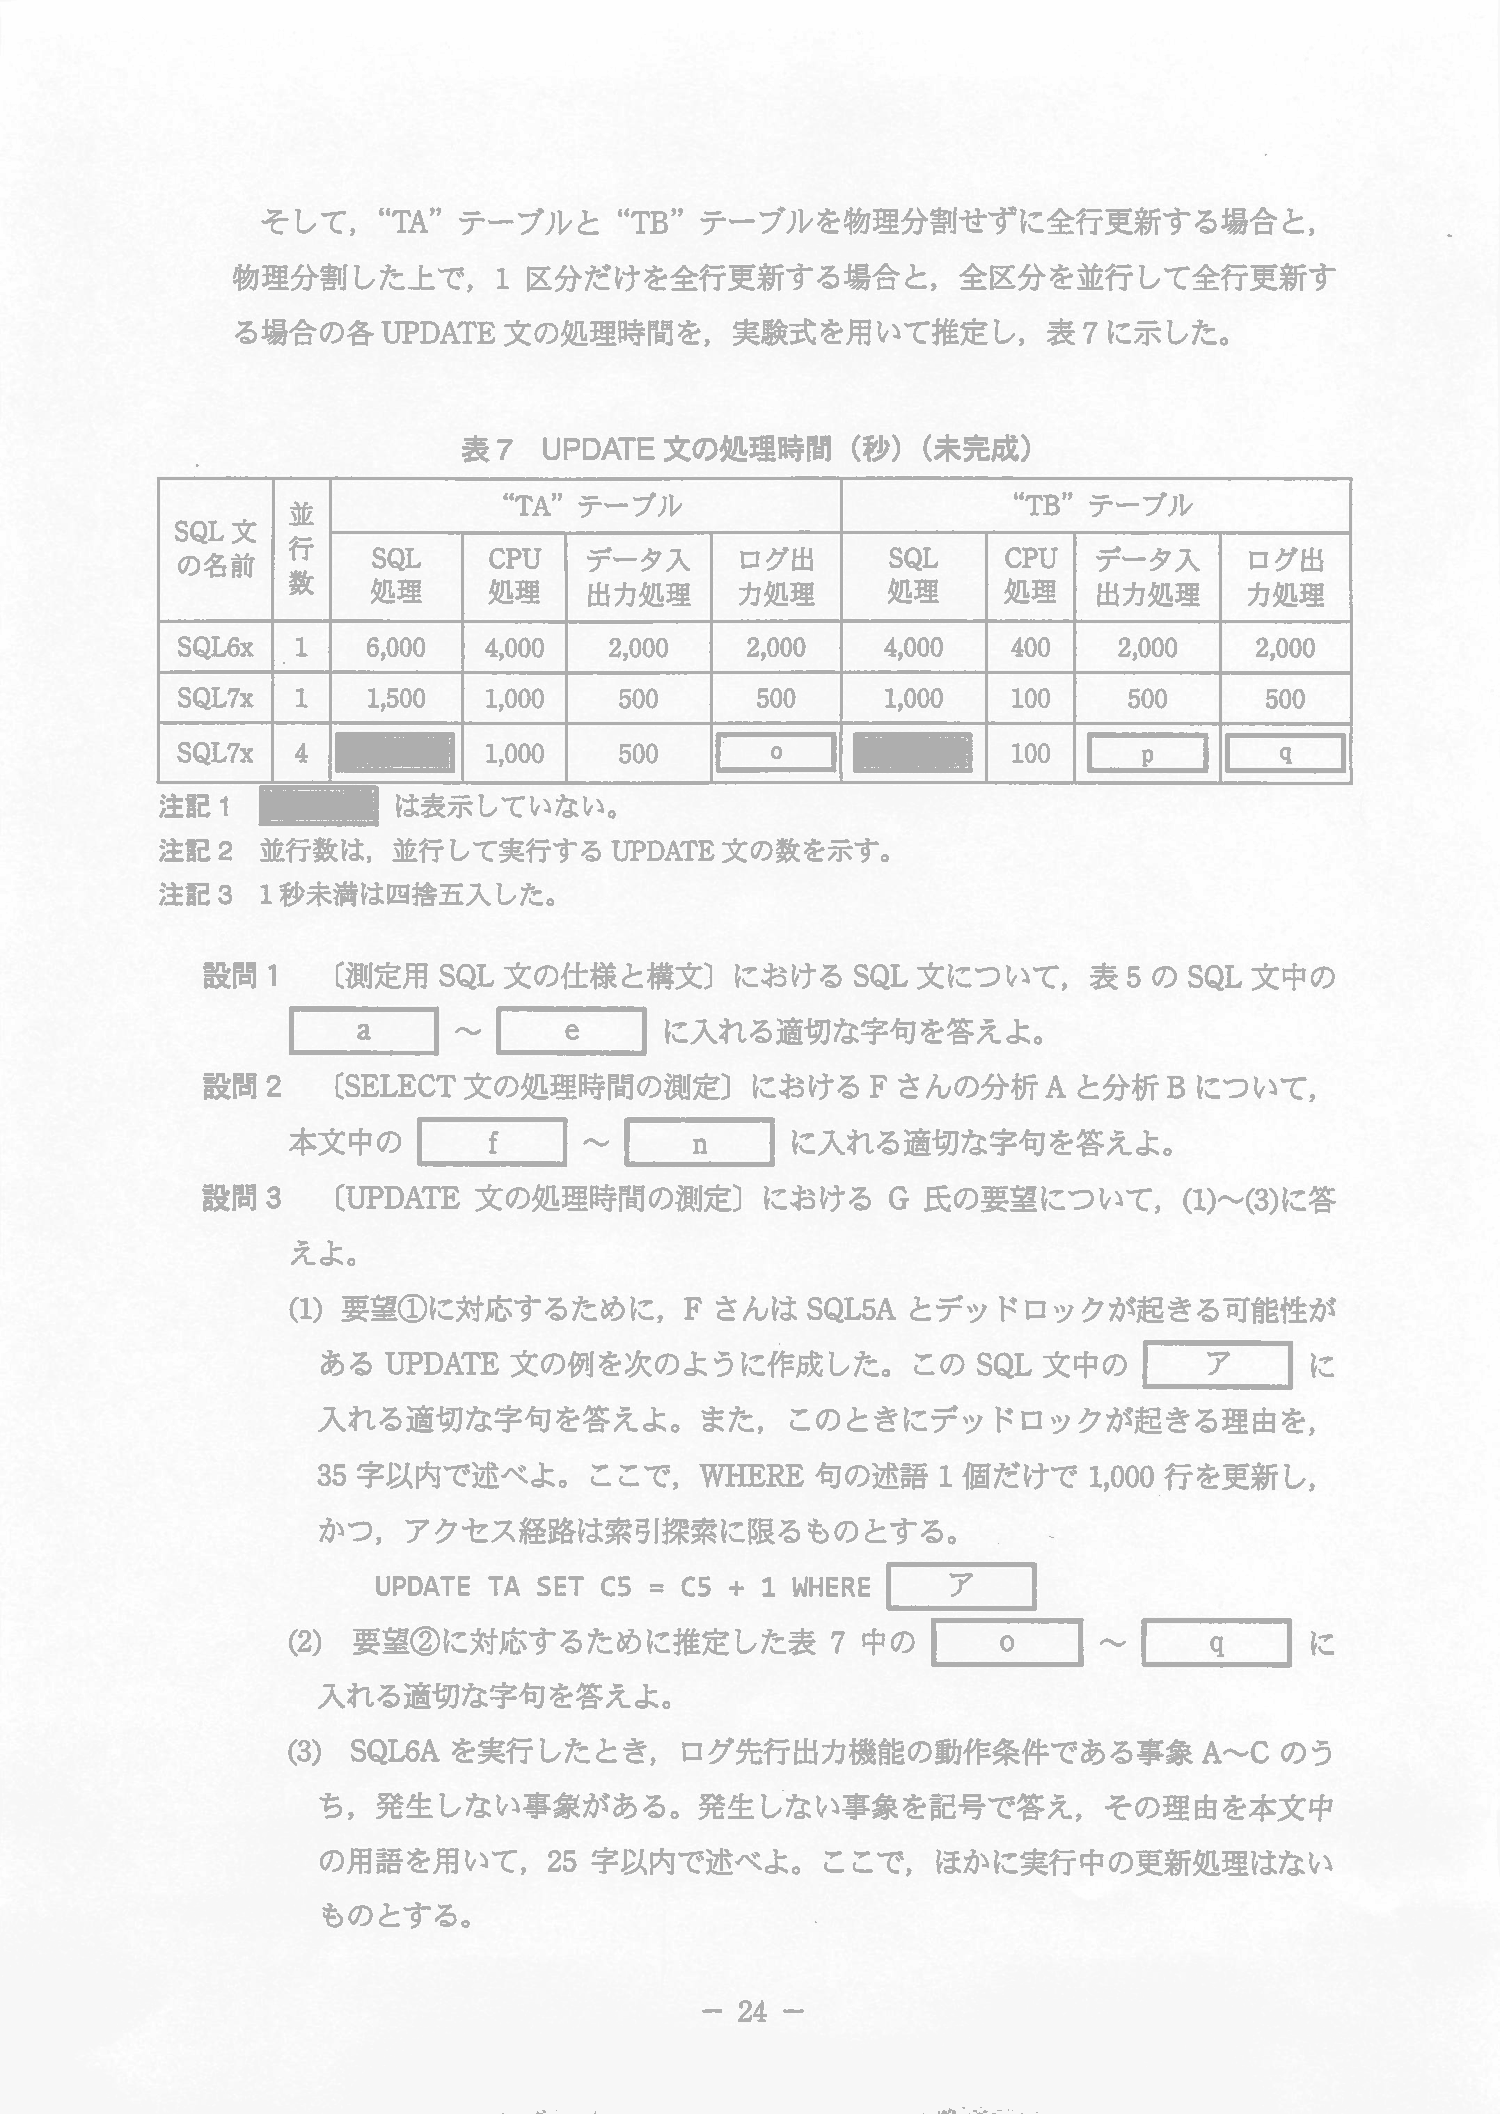 そして，“TA” テーブルと “TB” テーブルを物理分割せずに全行更新する場合と，
物理分割した上で，1 区分だけを全行更新する場合と，全区分を並行して全行更新す
る場合の各 UPDATE 文の処理時間を，実験式を用いて推定し，表 7 に示した。
表 7 UPDATE 文の処理時間（秒）（未完成）
SQL 文の名前 並行数 “TA” テーブル “TB” テーブル
SQL処理 CPU処理 データ入出力処理 ログ出力処理 SQL処理 CPU処理 データ入出力処理 ログ出力処理
SQL6x 1 6,000 4,000 2,000 2,000 4,000 400 2,000 2,000
SQL7x 1 1,500 1,000 500 500 1,000 100 500 500
SQL7x 4 1,000 500 o 100 p q
注記 1 は表示していない。
注記 2 並行数は，並行して実行する UPDATE 文の数を示す。
注記 3 1 秒未満は四捨五入した。
設問 1 〔測定用 SQL 文の仕様と構文〕における SQL 文について，表 5 の SQL 文中の
a ～ e に入れる適切な字句を答えよ。
設問 2 〔SELECT 文の処理時間の測定〕における F さんの分析 A と分析 B について，
本文中の f ～ n に入れる適切な字句を答えよ。
設問 3 〔UPDATE 文の処理時間の測定〕における G 氏の要望について，(1)～(3)に答
えよ。
(1) 要望①に対応するために，F さんは SQL5A とデッドロックが起きる可能性が
ある UPDATE 文の例を次のように作成した。この SQL 文中の ア に
入れる適切な字句を答えよ。また，このときにデッドロックが起きる理由を，
35 字以内で述べよ。ここで，WHERE 句の述語 1 個だけで 1,000 行を更新し，
かつ，アクセス経路は索引探索に限るものとする。
UPDATE TA SET C5 = C5 + 1 WHERE ア
(2) 要望②に対応するために推定した表 7 中の o ～ q に
入れる適切な字句を答えよ。
(3) SQL6A を実行したとき，ログ先行出力機能の動作条件である事象 A～C のう
ち，発生しない事象がある。発生しない事象を記号で答え，その理由を本文中
の用語を用いて，25 字以内で述べよ。ここで，ほかに実行中の更新処理はない
ものとする。
－ 24 －